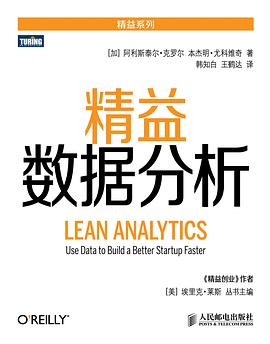 精益系列
TURING
[加] 阿利斯泰尔·克罗尔 本杰明·尤科维奇 著
韩知白 王鹤达 译
精益
数据分析
LEAN ANALYTICS
Use Data to Build a Better Startup Faster
《精益创业》作者
[美] 埃里克·莱斯 丛书主编
O'REILLY®
人民邮电出版社
POSTS & TELECOM PRESS